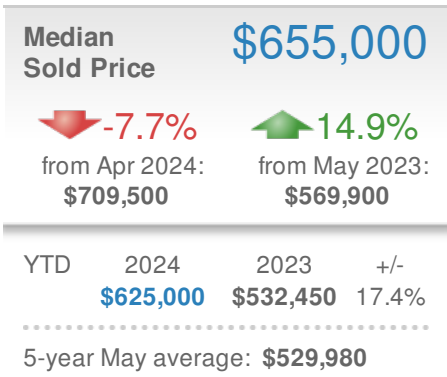 Median $655,000
Sold Price
-7.7% 14.9%
from Apr 2024: from May 2023:
$709,500 $569,900
YTD 2024 2023 +/-
$625,000 $532,450 17.4%
5-year May average: $529,980